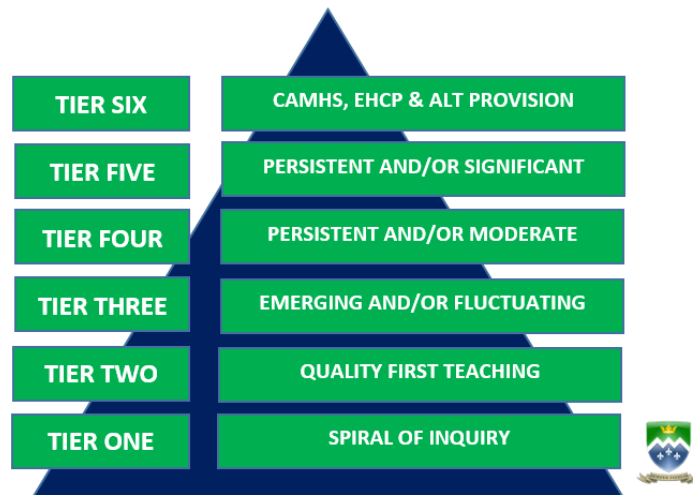 TIER SIX
CAMHS, EHCP & ALT PROVISION
TIER FIVE
PERSISTENT AND/OR SIGNIFICANT
TIER FOUR
PERSISTENT AND/OR MODERATE
TIER THREE
EMERGING AND/OR FLUCTUATING
TIER TWO
QUALITY FIRST TEACHING
TIER ONE
SPIRAL OF INQUIRY